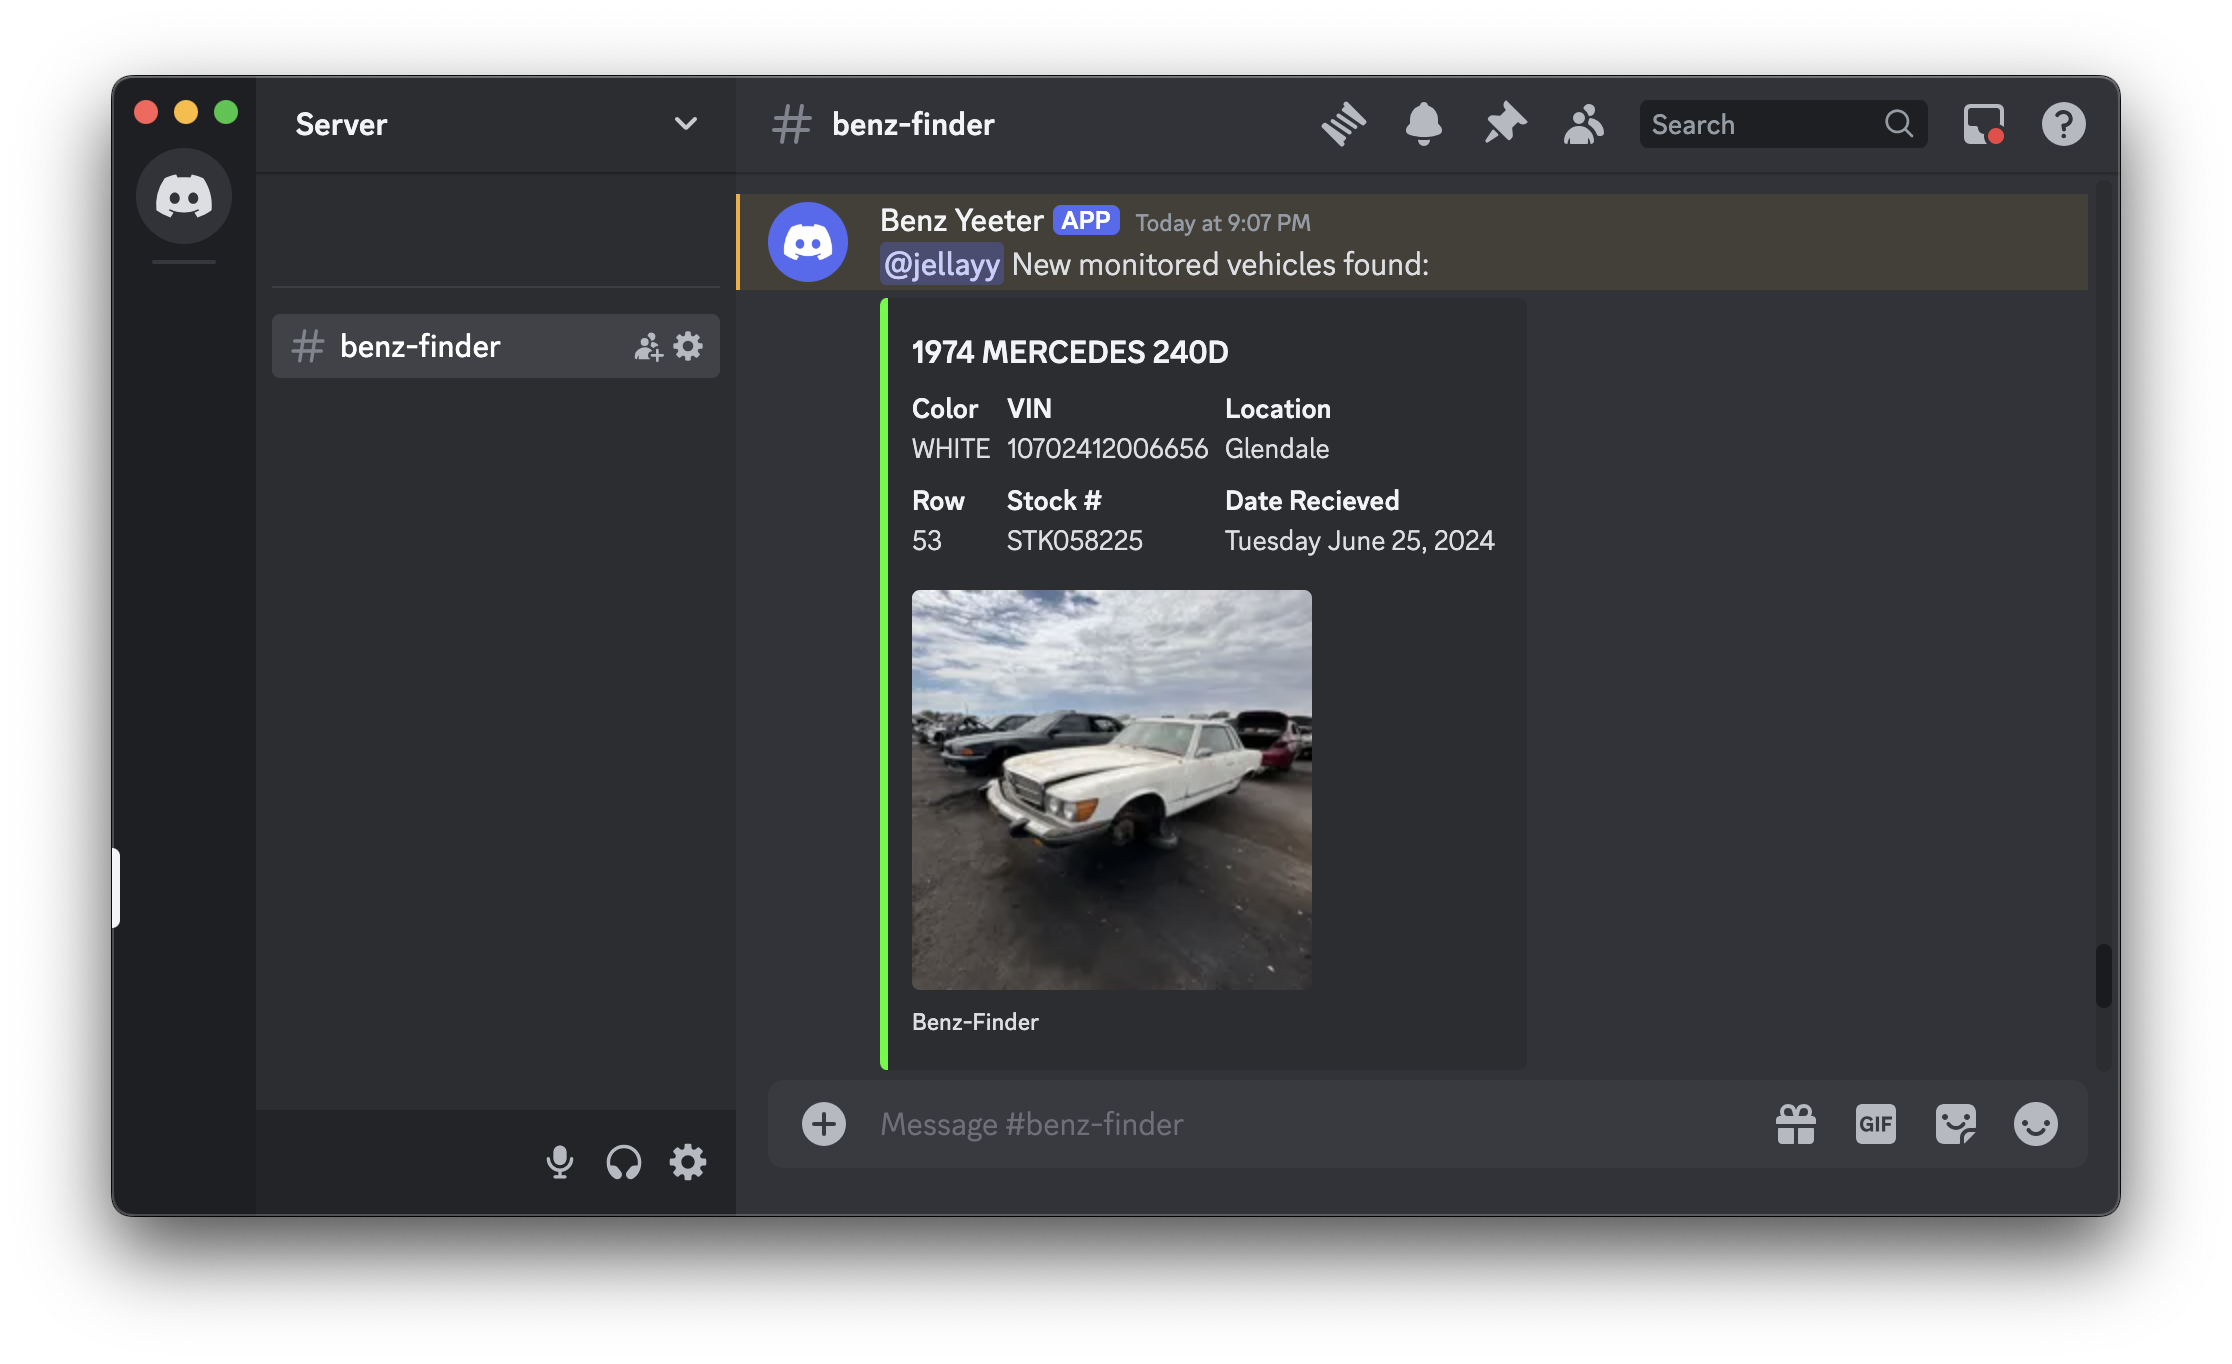 Server
benz-finder
Search
benz-finder
Benz Yeeter APP Today at 9:07 PM
@jellayy New monitored vehicles found:
1974 MERCEDES 240D
Color VIN Location
WHITE 10702412006656 Glendale
Row Stock # Date Recieved
53 STK058225 Tuesday June 25, 2024
Benz-Finder
Message #benz-finder
GIF